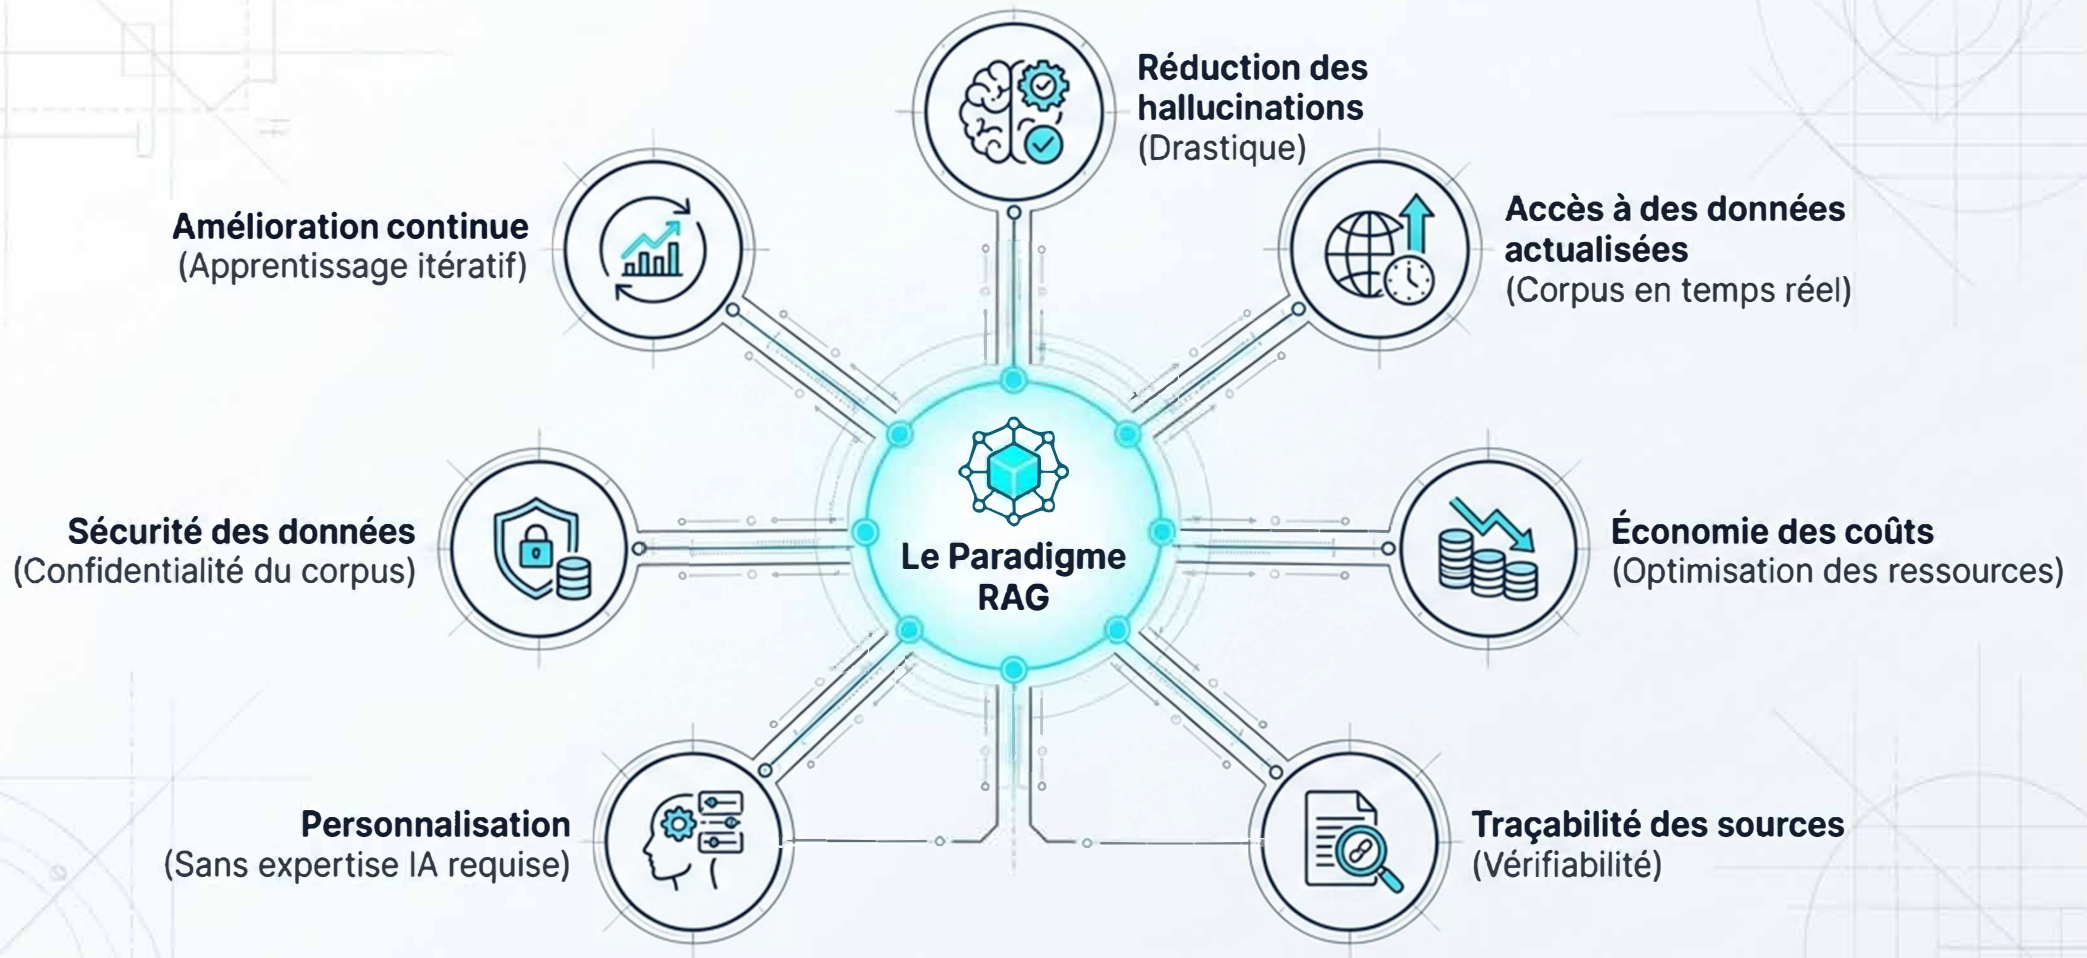 Réduction des
hallucinations
(Drastique)
Accès à des données
actualisées
(Corpus en temps réel)
Économie des coûts
(Optimisation des ressources)
Traçabilité des sources
(Vérifiabilité)
Personnalisation
(Sans expertise IA requise)
Sécurité des données
(Confidentialité du corpus)
Amélioration continue
(Apprentissage itératif)
Le Paradigme
RAG